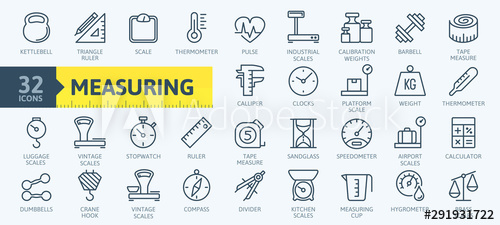 KETTLEBELL
TRIANGLE
RULER
SCALE
THERMOMETER
PULSE
INDUSTRIAL
SCALES
CALIBRATION
WEIGHTS
BARBELL
TAPE
MEASURE
32
ICONS
MEASURING
CALLIPER
CLOCKS
PLATFORM
SCALE
KG
WEIGHT
THERMOMETER
LUGGAGE
SCALES
VINTAGE
SCALES
STOPWATCH
RULER
5
TAPE
MEASURE
SANDGLASS
SPEEDOMETER
AIRPORT
SCALES
CALCULATOR
DUMBBELLS
CRANE
HOOK
VINTAGE
SCALES
COMPASS
DIVIDER
KITCHEN
SCALES
MEASURING
CUP
HYGROMETER
#291931722